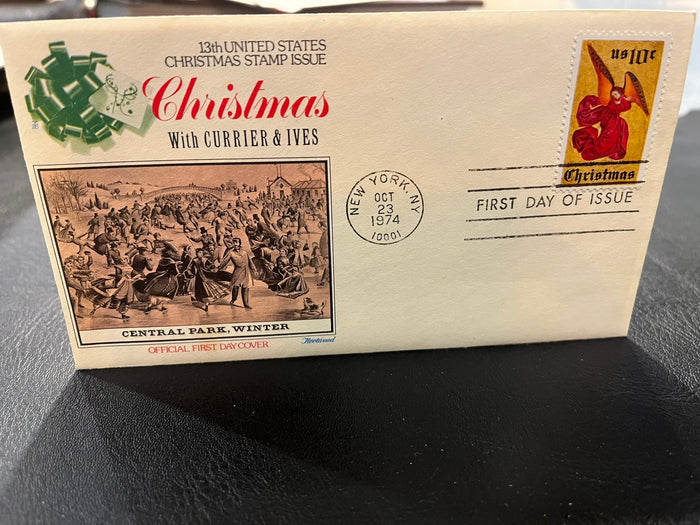 13th UNITED STATES
CHRISTMAS STAMP ISSUE
Christmas
With CURRIER & IVES
CENTRAL PARK, WINTER
OFFICIAL FIRST DAY COVER
Fleetwood
NEW YORK, NY
OCT
23
1974
10001
US 10c
Christmas
FIRST DAY OF ISSUE